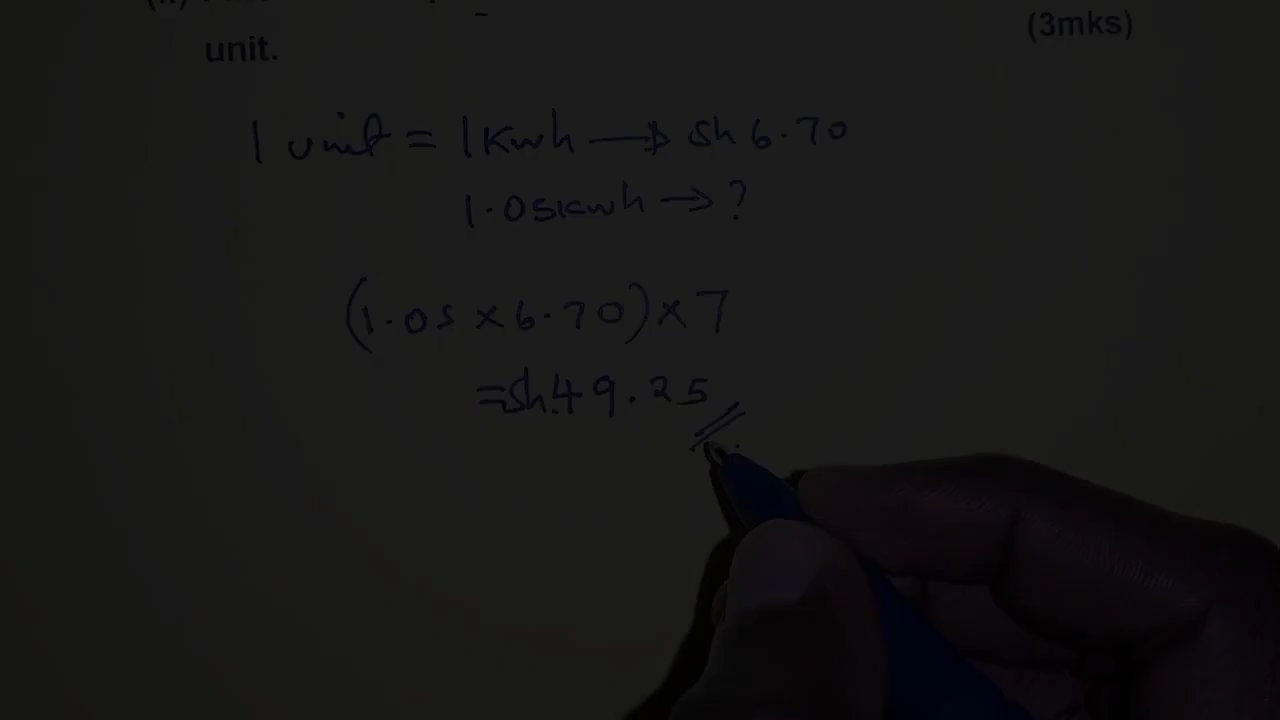 (3mks)
unit.
1 unit = 1Kwh → Sh 6.70
1.05Kwh → ?
(1.05 × 6.70) × 7
= Sh.49.25